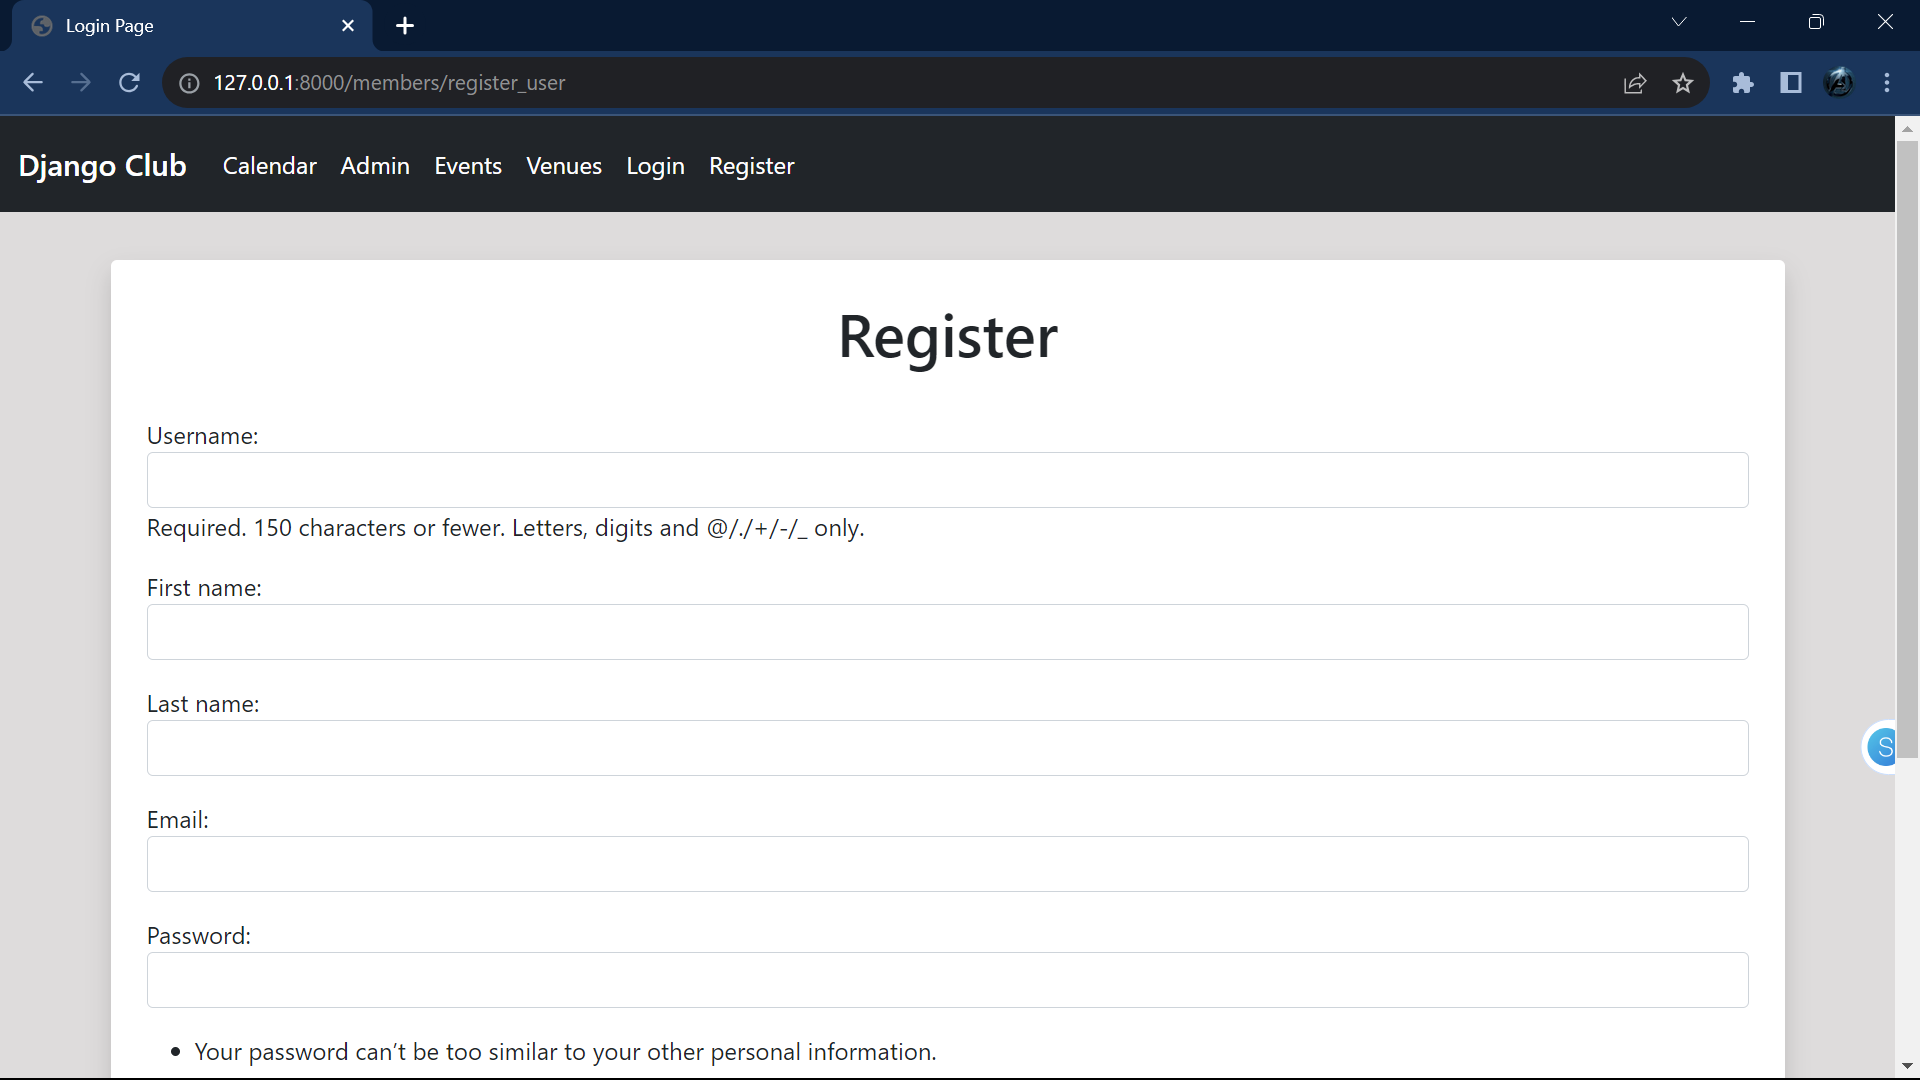 Login Page
127.0.0.1:8000/members/register_user
Django Club Calendar Admin Events Venues Login Register
Register
Username:
Required. 150 characters or fewer. Letters, digits and @/./+/-/_ only.
First name:
Last name:
S
Email:
Password:
• Your password can’t be too similar to your other personal information.